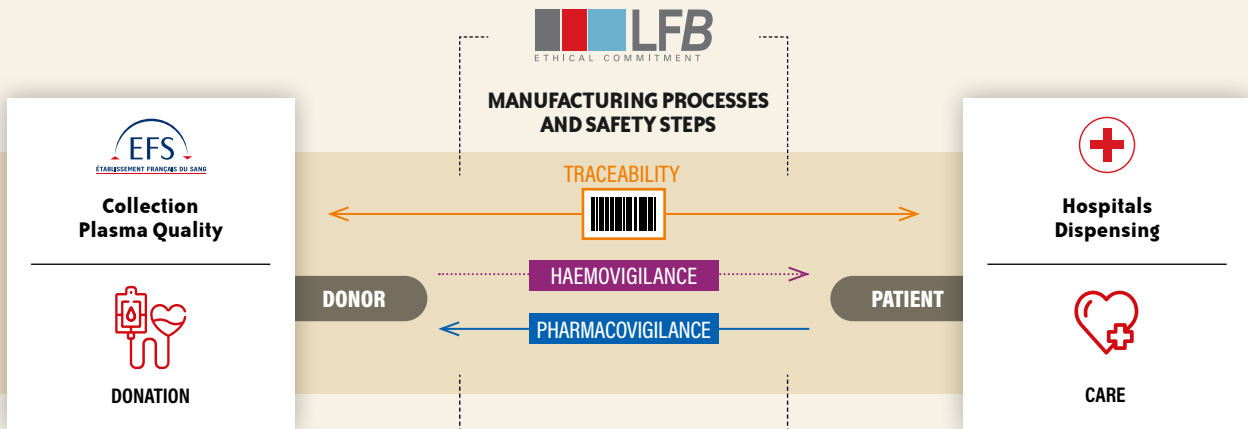 LFB
ETHICAL COMMITMENT
MANUFACTURING PROCESSES
AND SAFETY STEPS
EFS
ÉTABLISSEMENT FRANÇAIS DU SANG
Collection
Plasma Quality
DONATION
TRACEABILITY
HAEMOVIGILANCE
DONOR
PATIENT
PHARMACOVIGILANCE
Hospitals
Dispensing
CARE